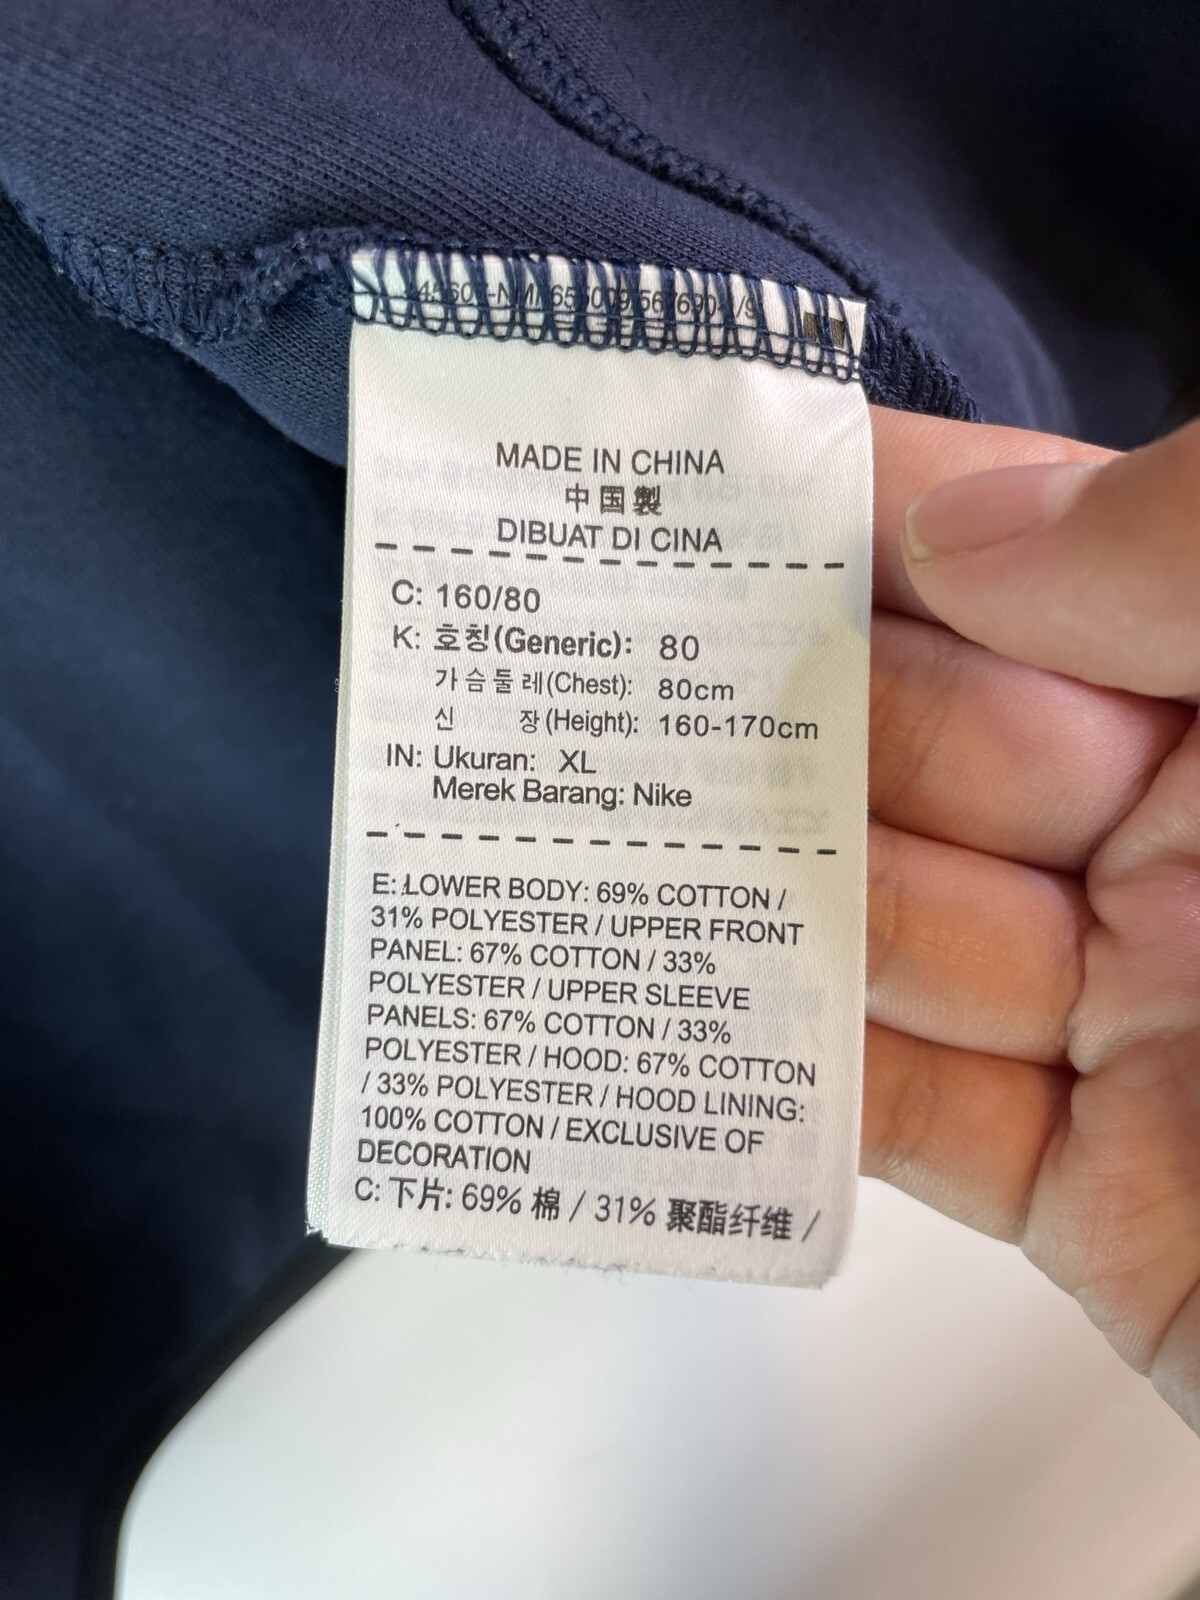 MADE IN CHINA
中国製
DIBUAT DI CINA
C: 160/80
K: 호칭(Generic): 80
가슴둘레(Chest): 80cm
신 장(Height): 160-170cm
IN: Ukuran: XL
Merek Barang: Nike
E: LOWER BODY: 69% COTTON /
31% POLYESTER / UPPER FRONT
PANEL: 67% COTTON / 33%
POLYESTER / UPPER SLEEVE
PANELS: 67% COTTON / 33%
POLYESTER / HOOD: 67% COTTON
/ 33% POLYESTER / HOOD LINING:
100% COTTON / EXCLUSIVE OF
DECORATION
C: 下片: 69% 棉 / 31% 聚酯纤维 /